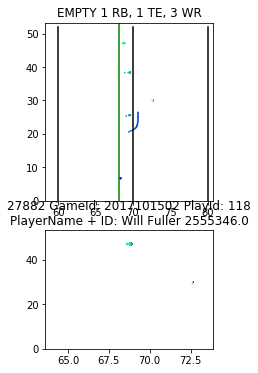 EMPTY 1 RB, 1 TE, 3 WR
50
40
30
20
10
0
60 65 70 75 80
27882 GameId: 2017101502 PlayId: 118
PlayerName + ID: Will Fuller 2555346.0
40
20
0
65.0 67.5 70.0 72.5